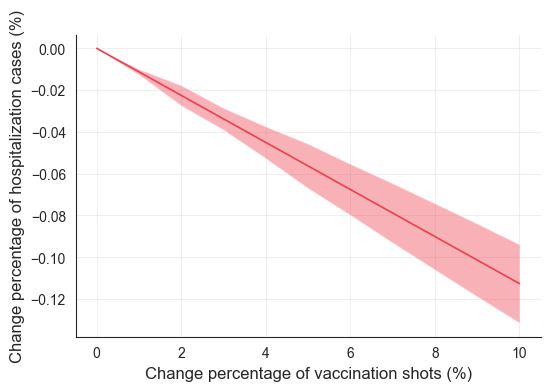 Change percentage of hospitalization cases (%)
0.00
−0.02
−0.04
−0.06
−0.08
−0.10
−0.12
0 2 4 6 8 10
Change percentage of vaccination shots (%)